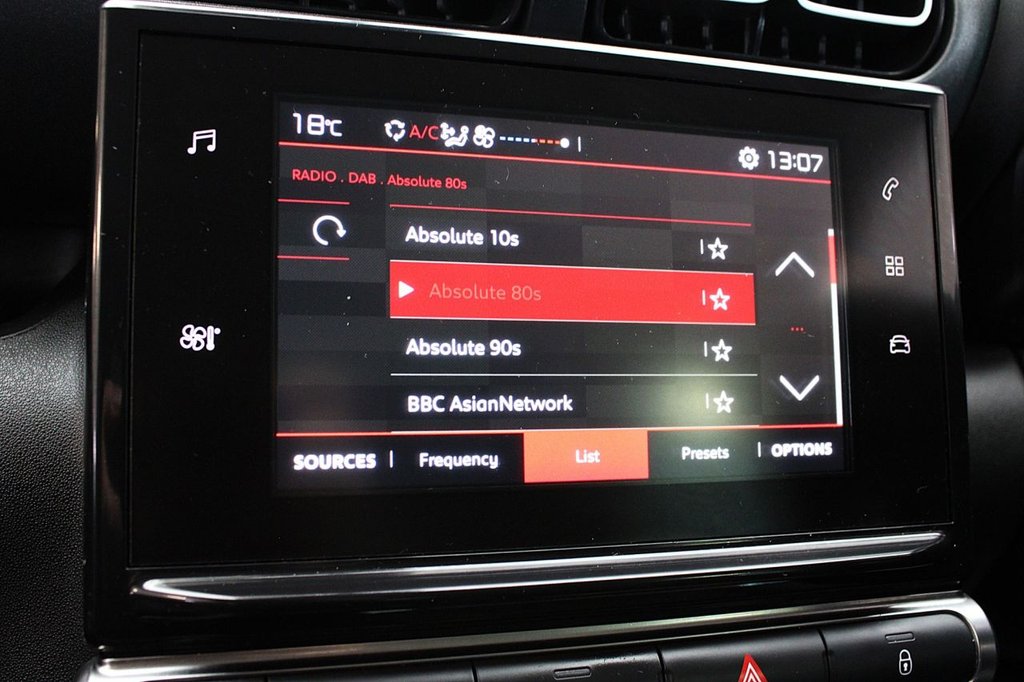 18°C A/C 13:07
RADIO . DAB . Absolute 80s
Absolute 10s
Absolute 80s
Absolute 90s
BBC AsianNetwork
SOURCES Frequency List Presets OPTIONS